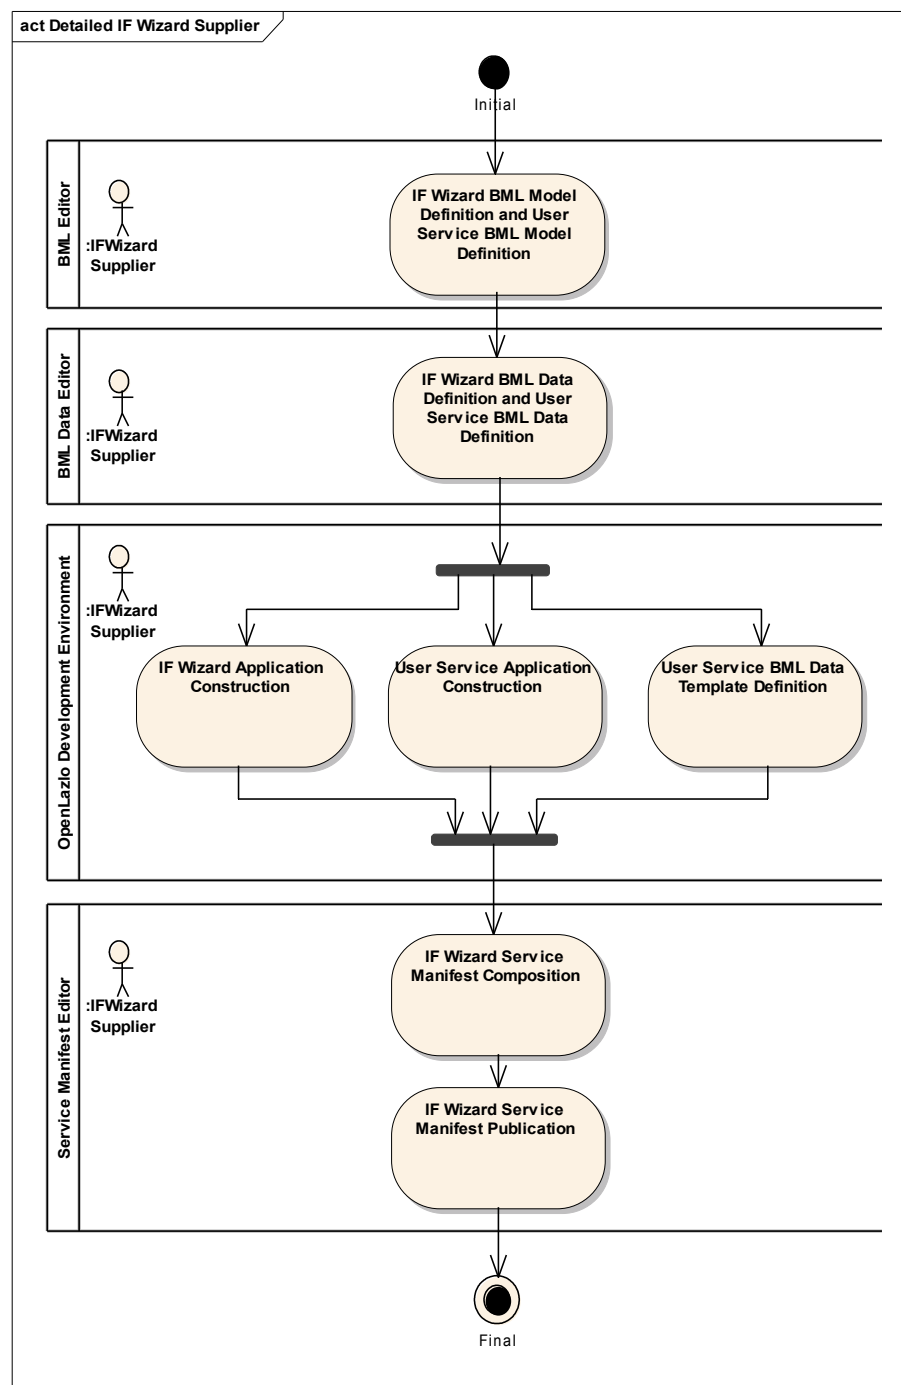 act Detailed IF Wizard Supplier
Initial
BML Editor
:IFWizard
Supplier
IF Wizard BML Model
Definition and User
Service BML Model
Definition
BML Data Editor
:IFWizard
Supplier
IF Wizard BML Data
Definition and User
Service BML Data
Definition
OpenLazlo Development Environment
:IFWizard
Supplier
IF Wizard Application
Construction
User Service Application
Construction
User Service BML Data
Template Definition
Service Manifest Editor
:IFWizard
Supplier
IF Wizard Service
Manifest Composition
IF Wizard Service
Manifest Publication
Final